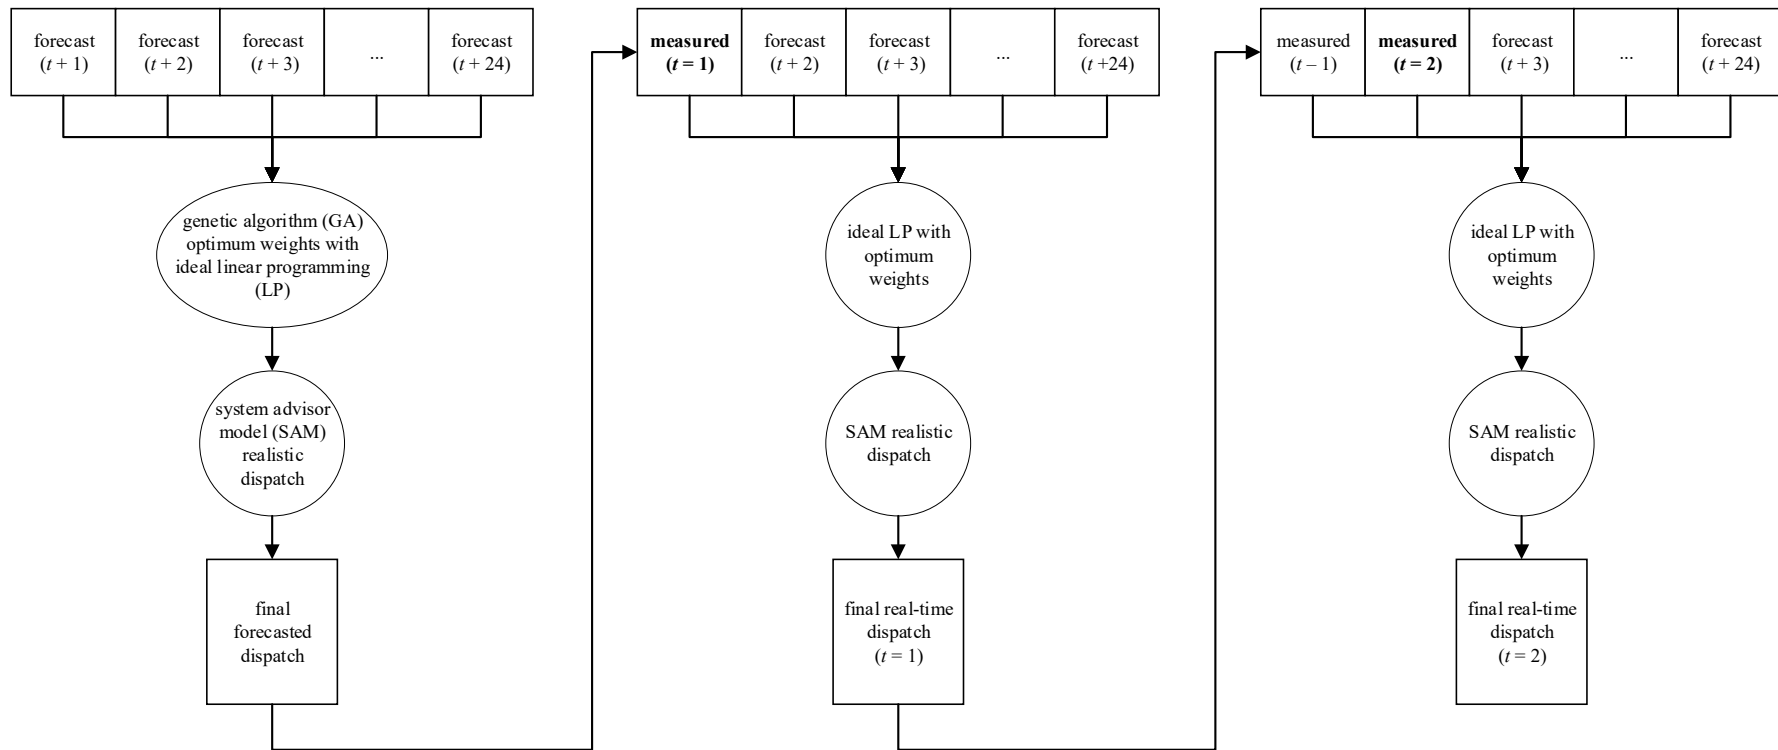 forecast
(t + 1)
forecast
(t + 2)
forecast
(t + 3)
...
forecast
(t + 24)
genetic algorithm (GA)
optimum weights with
ideal linear programming
(LP)
system advisor
model (SAM)
realistic
dispatch
final
forecasted
dispatch
measured
(t = 1)
forecast
(t + 2)
forecast
(t + 3)
...
forecast
(t +24)
ideal LP with
optimum
weights
SAM realistic
dispatch
final real-time
dispatch
(t = 1)
measured
(t – 1)
measured
(t = 2)
forecast
(t + 3)
...
forecast
(t + 24)
ideal LP with
optimum
weights
SAM realistic
dispatch
final real-time
dispatch
(t = 2)